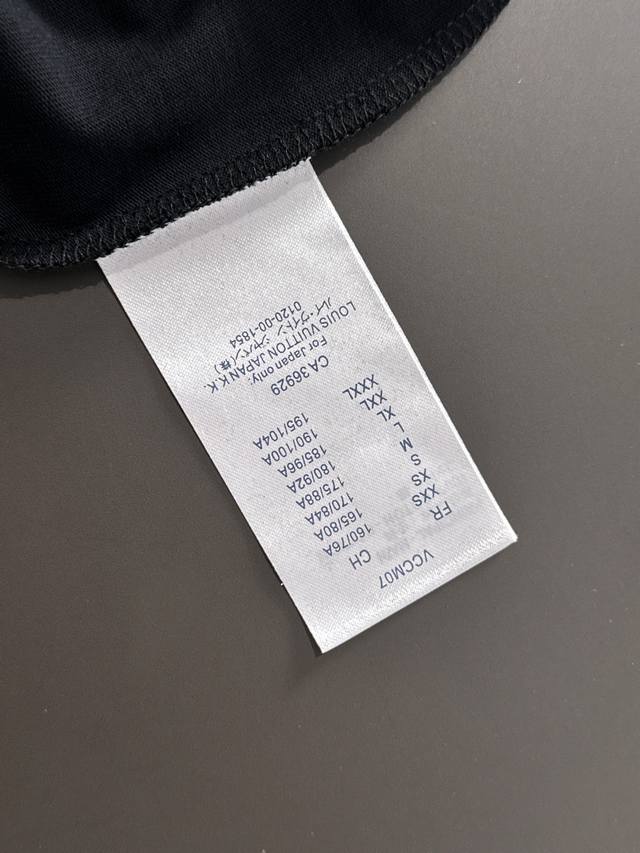 VCCM07
FR CH
XXS 160/76A
XS 165/80A
S 170/84A
M 175/88A
L 180/92A
XL 185/96A
XXL 190/100A
XXXL 195/104A
CA 36929
For Japan only:
LOUIS VUITTON JAPAN K.K.
ルイ・ヴィトン ジャパン(株)
0120-00-1854